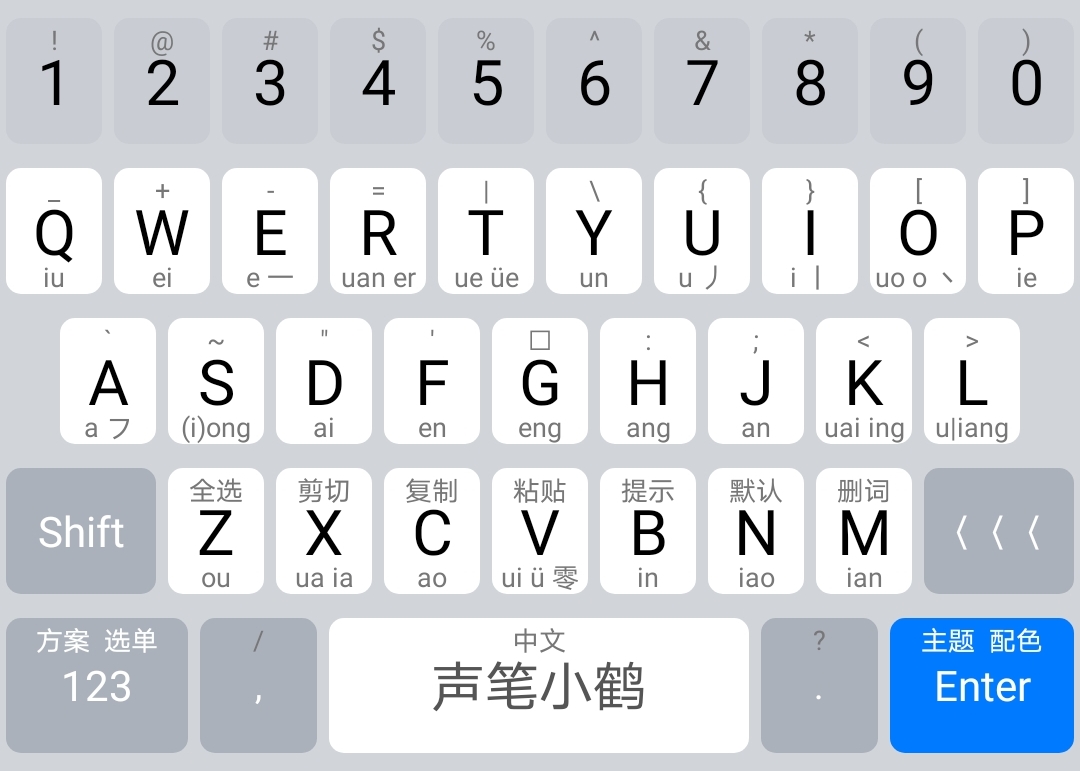 ! @ # $ % ^ & * ( )
1 2 3 4 5 6 7 8 9 0
_ + - = | \ { } [ ]
Q W E R T Y U I O P
iu ei e 一 uan er ue üe un u 丿 i 丨 uo o 丶 ie
` ~ " ' □ : ; < >
A S D F G H J K L
a フ (i)ong ai en eng ang an uai ing u|iang
全选 剪切 复制 粘贴 提示 默认 删词
Shift Z X C V B N M 〈〈〈
ou ua ia ao ui ü 零 in iao ian
方案 选单 / 中文 ? 主题 配色
123 , 声笔小鹤 . Enter